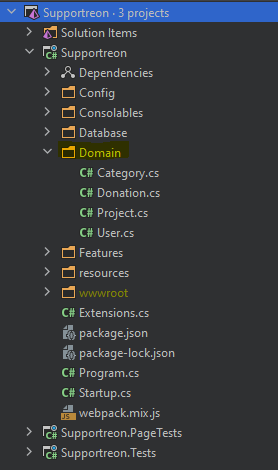 Supportreon · 3 projects
Solution Items
Supportreon
Dependencies
Config
Consolables
Database
Domain
C# Category.cs
C# Donation.cs
C# Project.cs
C# User.cs
Features
resources
wwwroot
C# Extensions.cs
package.json
package-lock.json
C# Program.cs
C# Startup.cs
JS webpack.mix.js
C# Supportreon.PageTests
C# Supportreon.Tests